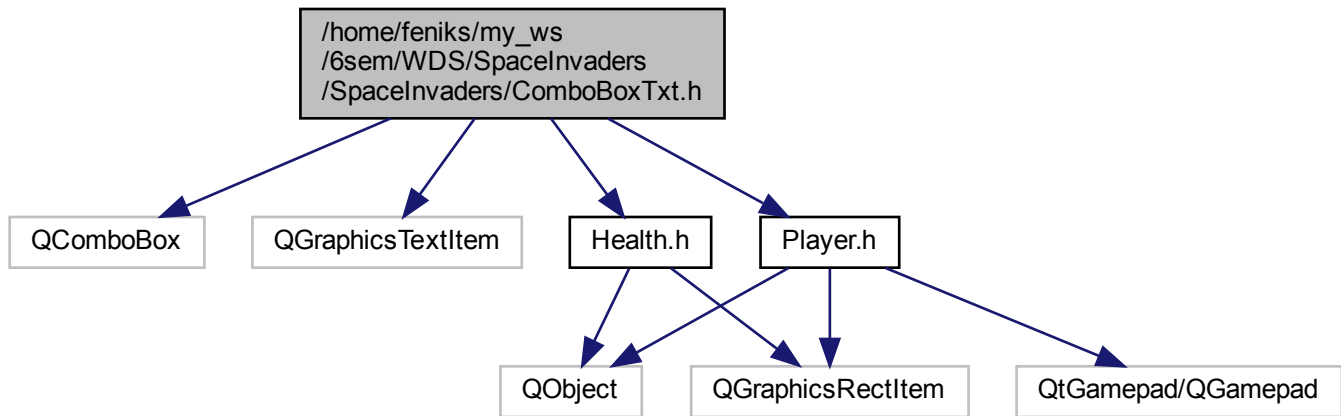 /home/feniks/my_ws
/6sem/WDS/SpaceInvaders
/SpaceInvaders/ComboBoxTxt.h
QComboBox
QGraphicsTextItem
Health.h
Player.h
QObject
QGraphicsRectItem
QtGamepad/QGamepad